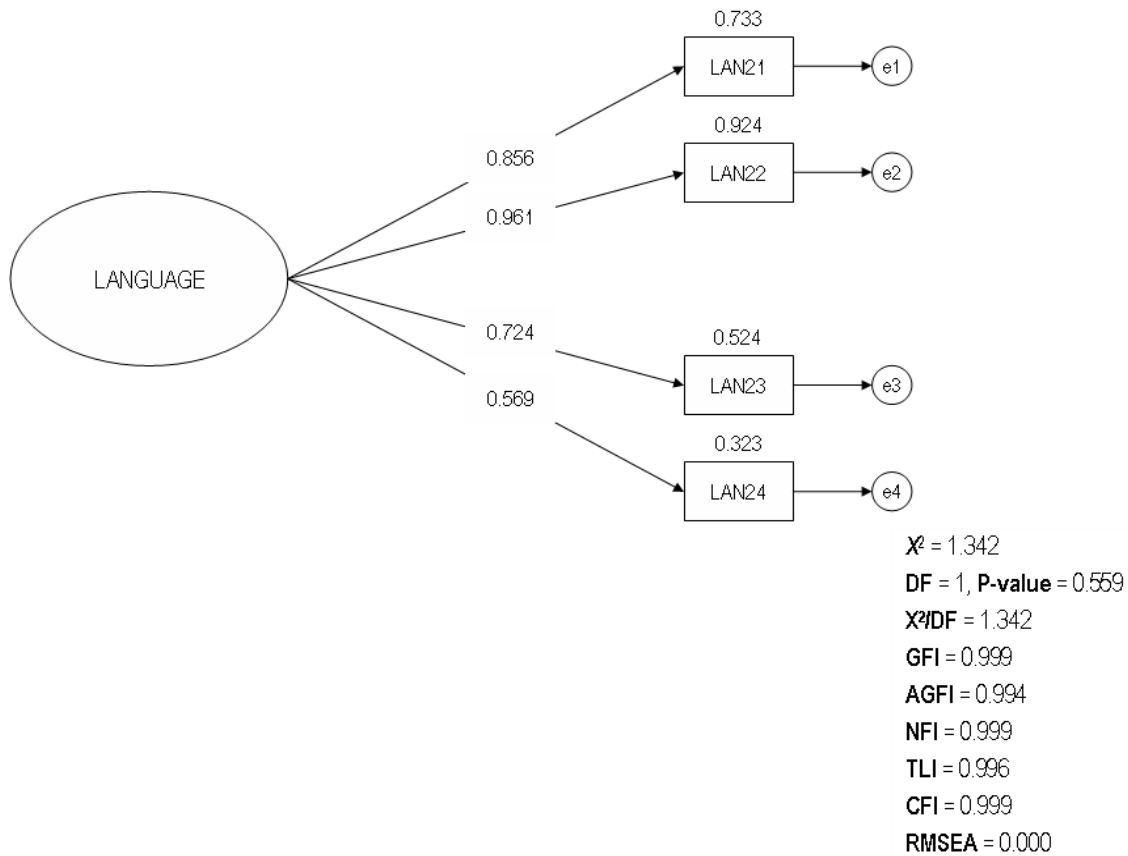 0.733
LAN21
e1
0.924
0.856
LAN22
e2
0.961
LANGUAGE
0.724
0.524
LAN23
e3
0.569
0.323
LAN24
e4
X² = 1.342
DF = 1, P-value = 0.559
X²/DF = 1.342
GFI = 0.999
AGFI = 0.994
NFI = 0.999
TLI = 0.996
CFI = 0.999
RMSEA = 0.000